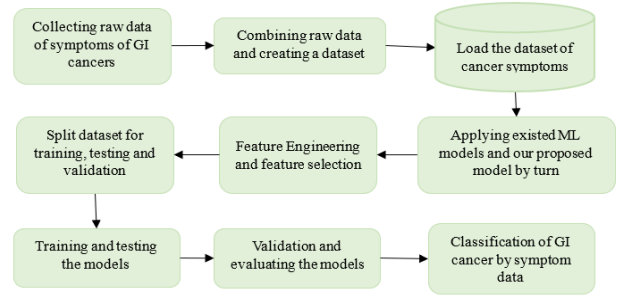 Collecting raw data
of symptoms of GI
cancers
Combining raw data
and creating a dataset
Load the dataset of
cancer symptoms
Applying existed ML
models and our proposed
model by turn
Feature Engineering
and feature selection
Split dataset for
training, testing and
validation
Training and testing
the models
Validation and
evaluating the models
Classification of GI
cancer by symptom
data